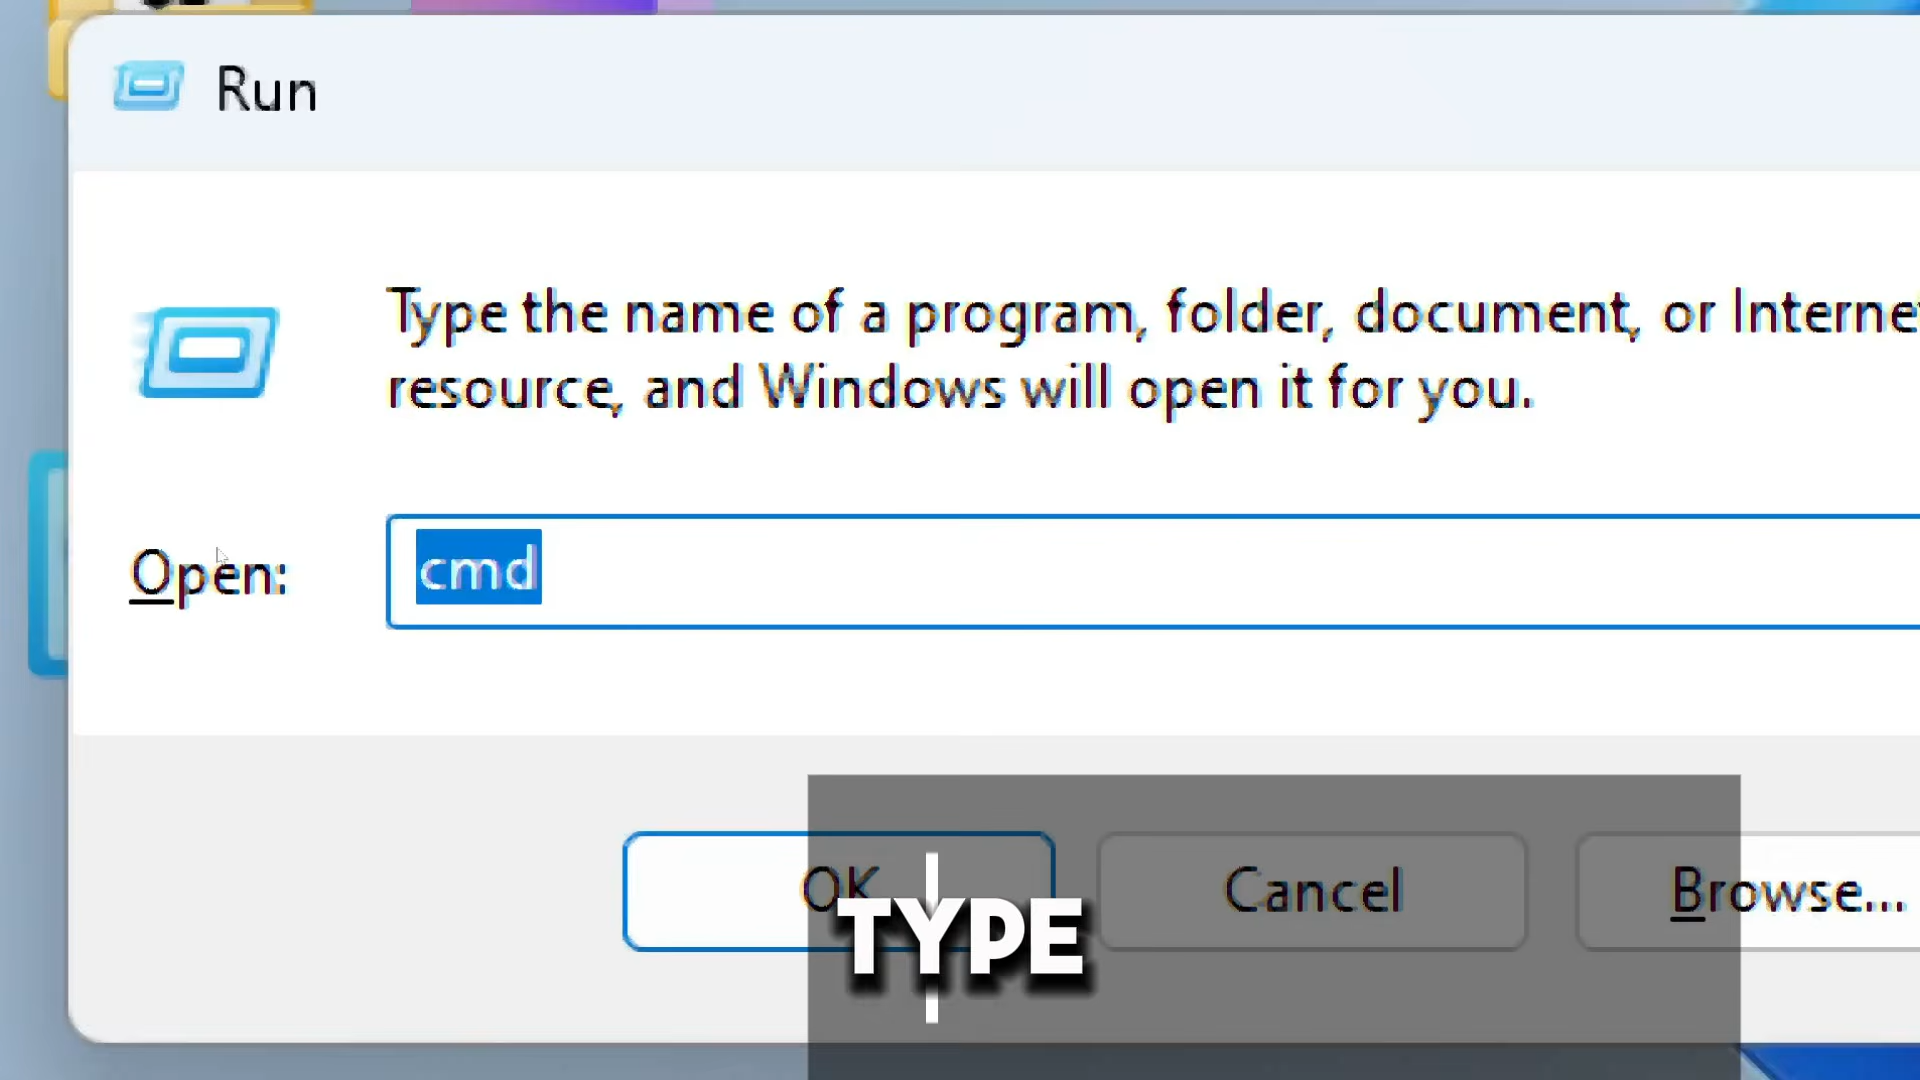 Run
Type the name of a program, folder, document, or Interne
resource, and Windows will open it for you.
Open:
cmd
OK
Cancel
Browse...
TYPE